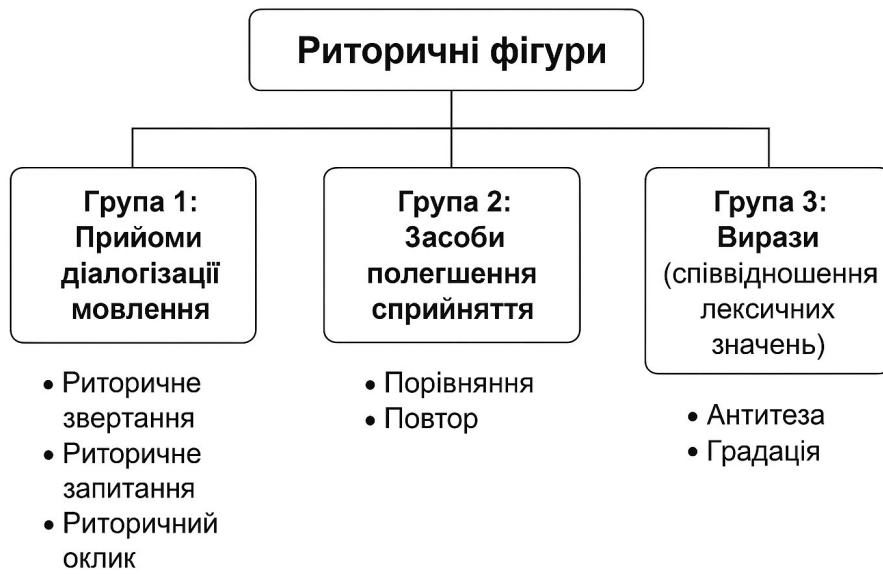 Риторичні фігури
Група 1:
Прийоми
діалогізації
мовлення
• Риторичне
звертання
• Риторичне
запитання
• Риторичний
оклик
Група 2:
Засоби
полегшення
сприйняття
• Порівняння
• Повтор
Група 3:
Вирази
(співвідношення
лексичних
значень)
• Антитеза
• Градація